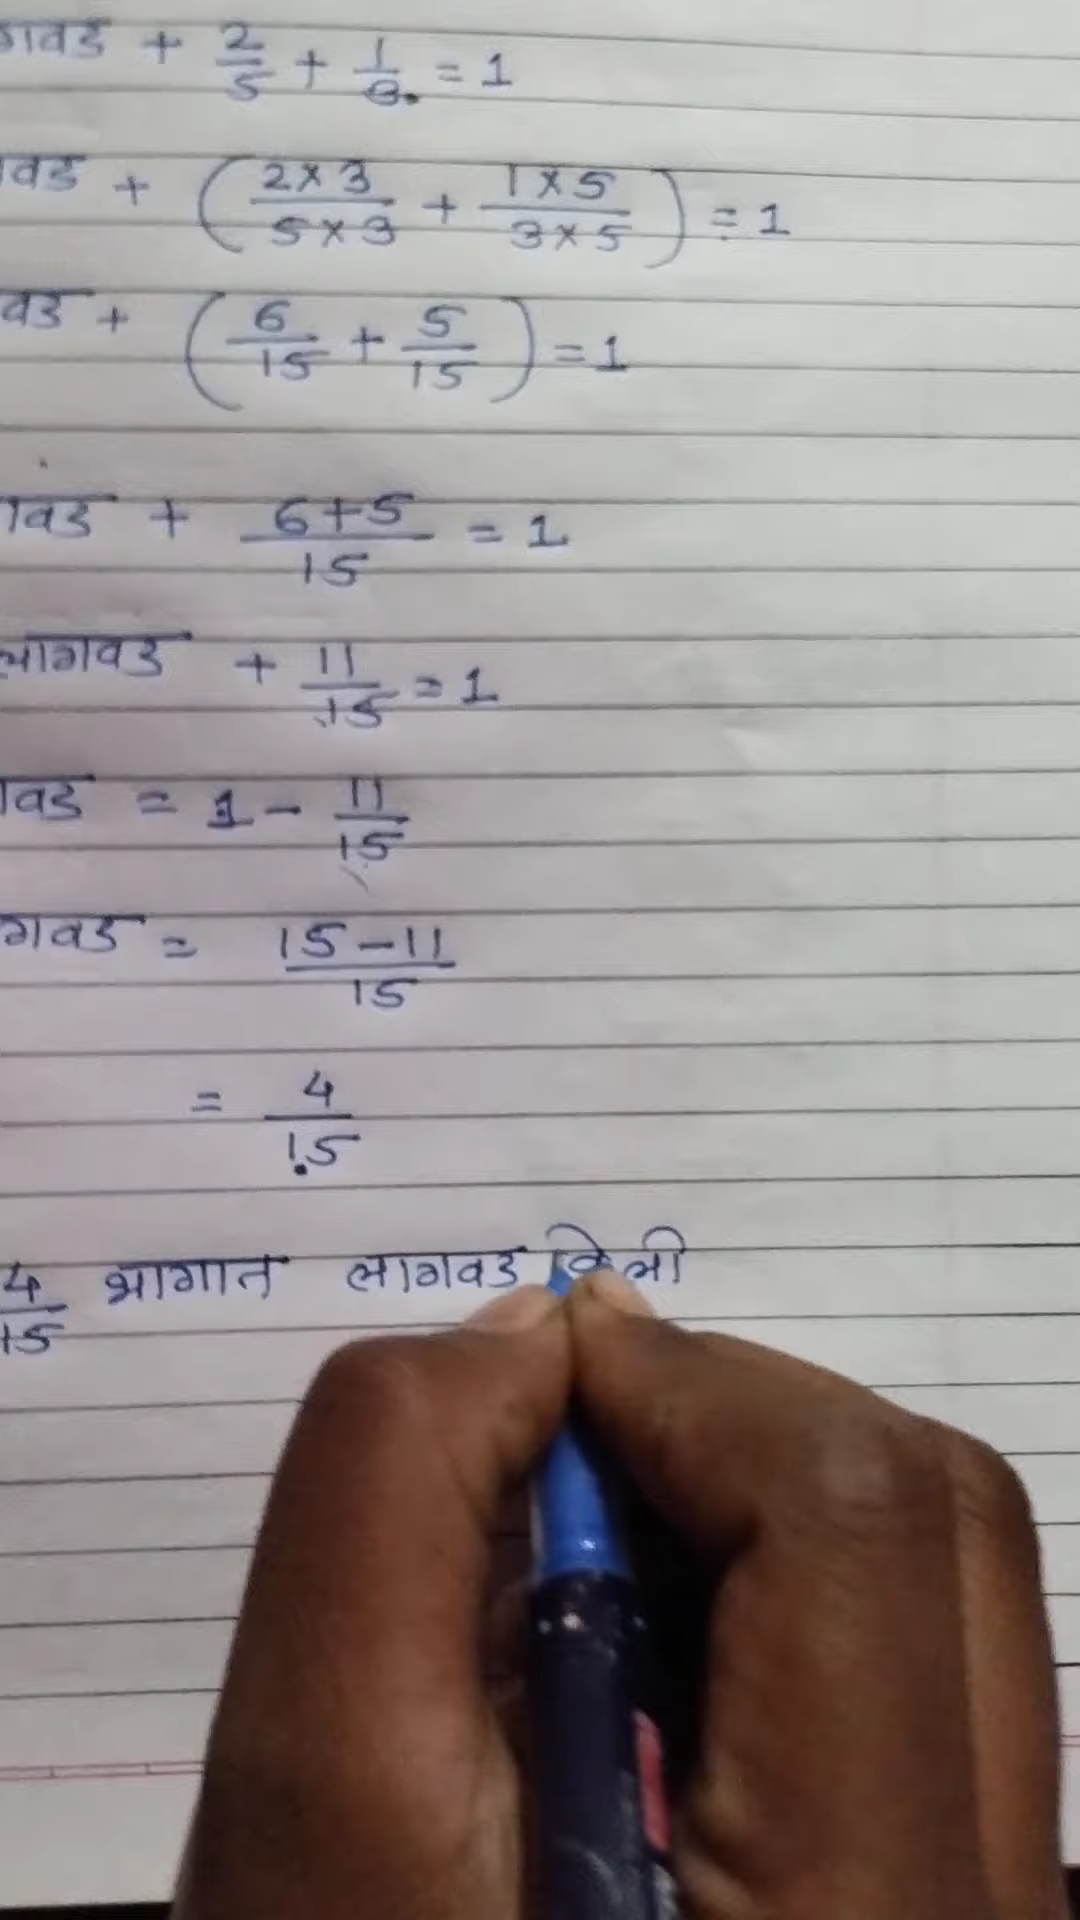 गवड + 2/5 + 1/3 = 1
वड + (2×3/5×3 + 1×5/3×5) = 1
वड + (6/15 + 5/15) = 1
गवड + 6+5/15 = 1
लागवड + 11/15 = 1
गवड = 1 - 11/15
गवड = 15-11/15
= 4/15
4/15 भागात लागवड केली